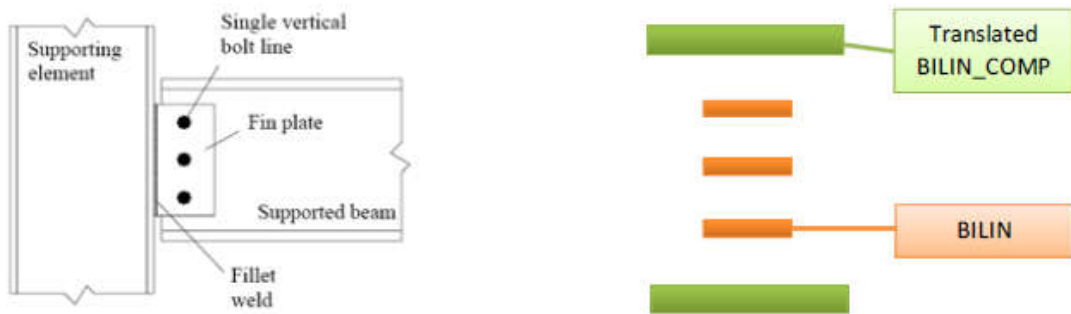 Supporting
element
Single vertical
bolt line
Fin plate
Supported beam
Fillet
weld
Translated
BILIN_COMP
BILIN